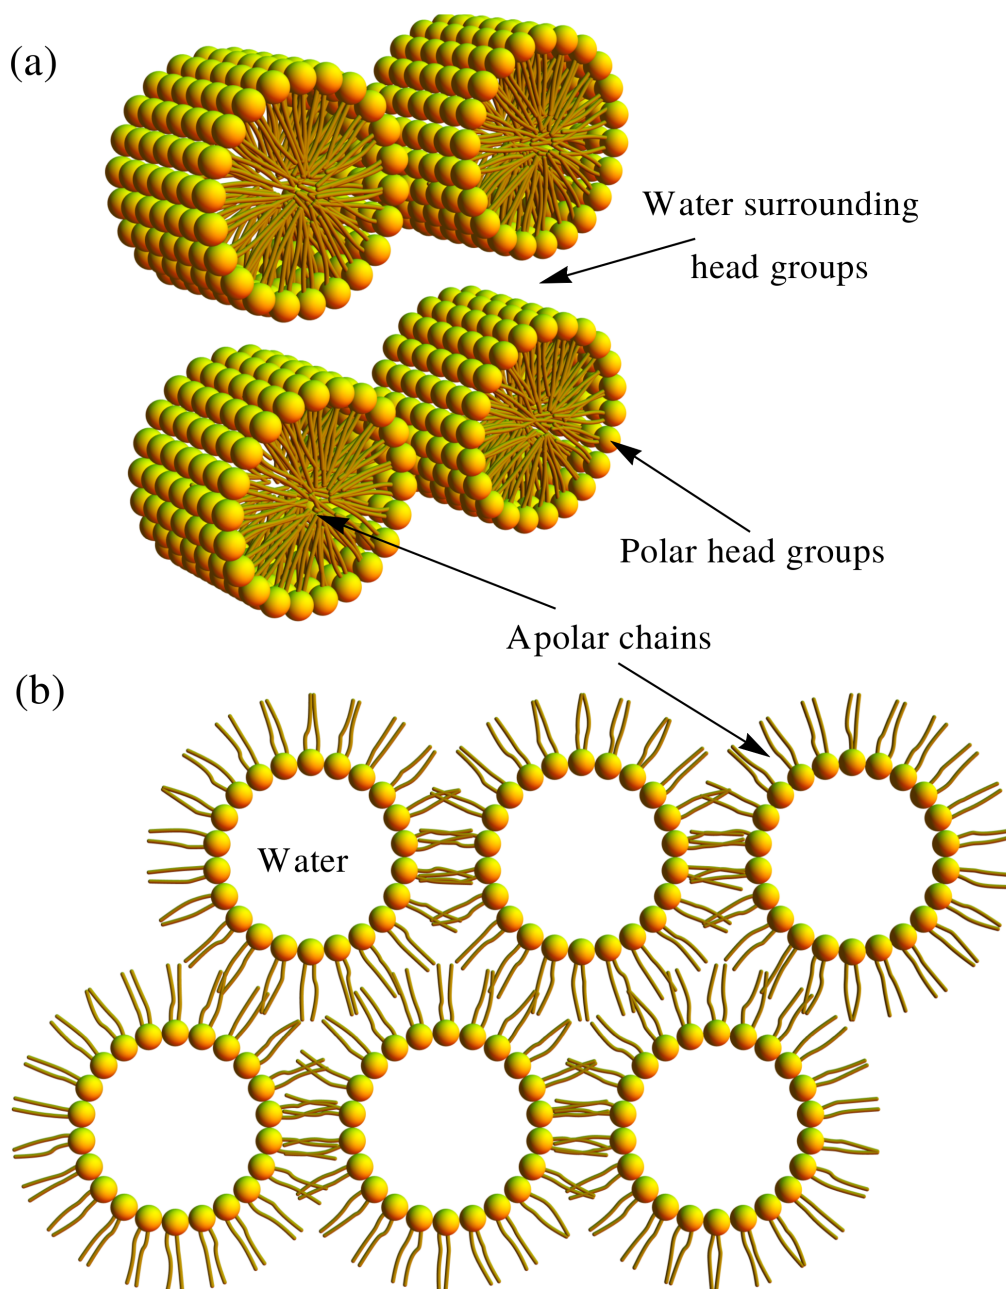 (a)
Water surrounding
head groups
Polar head groups
Apolar chains
(b)
Water